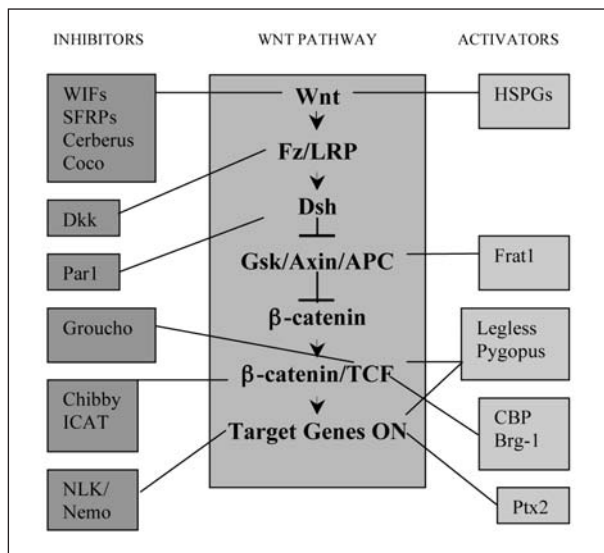 INHIBITORS
WNT PATHWAY
ACTIVATORS
WIFs
SFRPs
Cerberus
Coco
Dkk
Par1
Groucho
Chibby
ICAT
NLK/
Nemo
Wnt
Fz/LRP
Dsh
Gsk/Axin/APC
β-catenin
β-catenin/TCF
Target Genes ON
HSPGs
Frat1
Legless
Pygopus
CBP
Brg-1
Ptx2